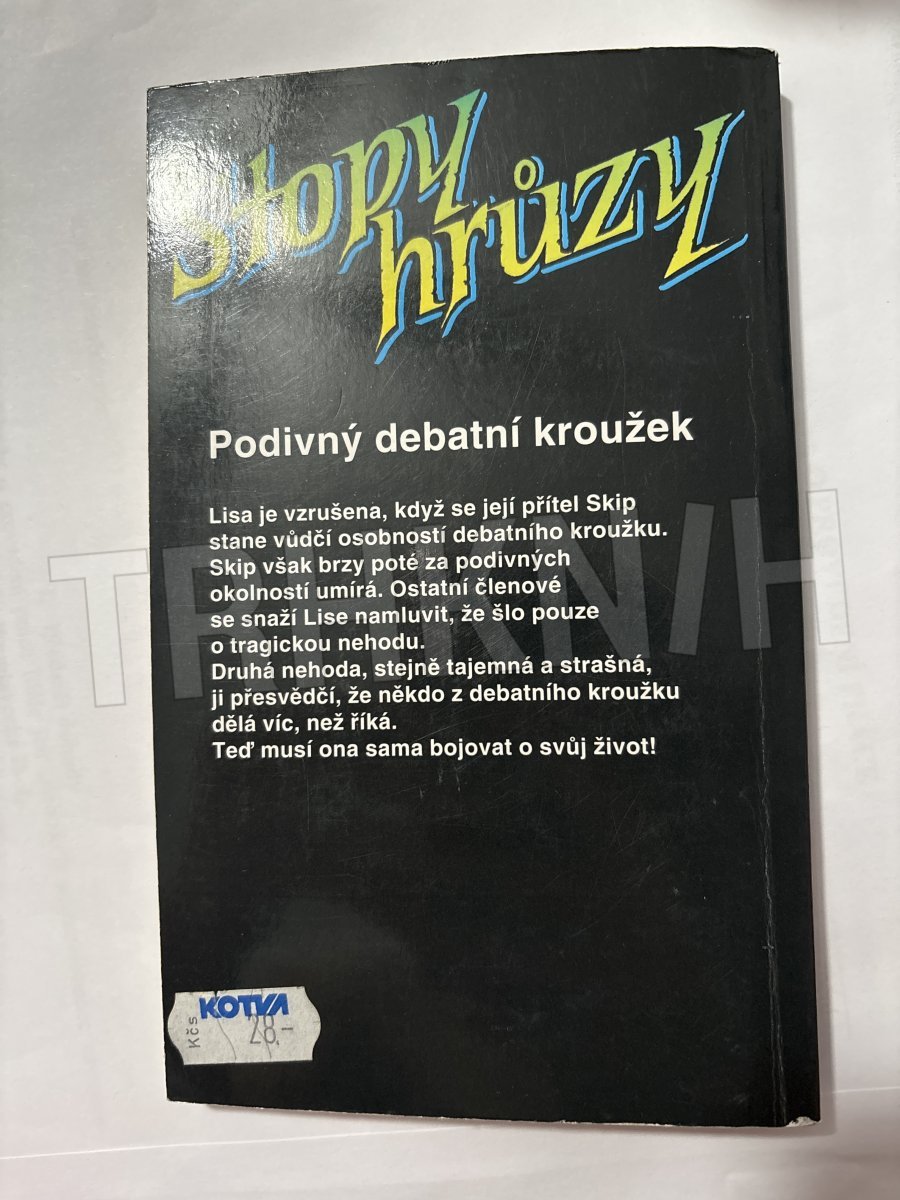 Stopy
hrůzy
Podivný debatní kroužek
Lisa je vzrušena, když se její přítel Skip
stane vůdčí osobností debatního kroužku.
Skip však brzy poté za podivných
okolností umírá. Ostatní členové
se snaží Lise namluvit, že šlo pouze
o tragickou nehodu.
Druhá nehoda, stejně tajemná a strašná,
ji přesvědčí, že někdo z debatního kroužku
dělá víc, než říká.
Teď musí ona sama bojovat o svůj život!
KOTVA
Kčs 28,-